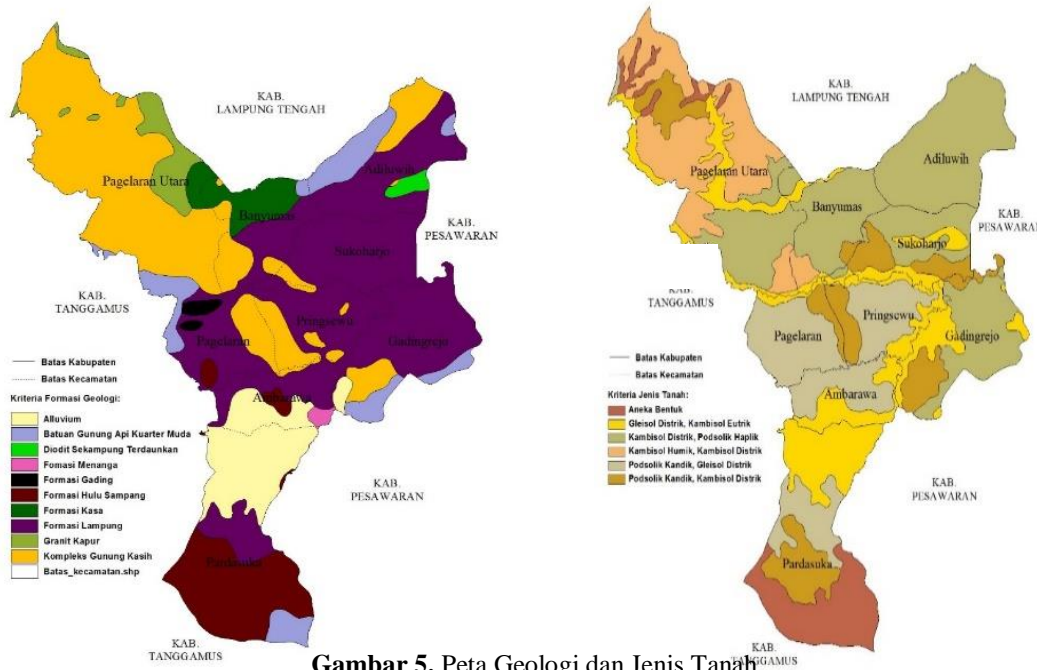 KAB.
LAMPUNG TENGAH
Adiluwih
Pagelaran Utara
Banyumas
KAB.
PESAWARAN
Sukoharjo
KAB.
TANGGAMUS
Pringsewu
Pagelaran
Gadingrejo
Ambarawa
KAB.
PESAWARAN
Pardasuka
KAB.
TANGGAMUS
Batas Kabupaten
Batas Kecamatan
Kriteria Formasi Geologi:
Alluvium
Batuan Gunung Api Kuarter Muda
Diodit Sekampung Terdaunkan
Fomasi Menanga
Formasi Gading
Formasi Hulu Sampang
Formasi Kasa
Formasi Lampung
Granit Kapur
Kompleks Gunung Kasih
Batas_kecamatan.shp
KAB.
LAMPUNG TENGAH
Adiluwih
Pagelaran Utara
Banyumas
KAB.
PESAWARAN
Sukoharjo
KAB.
TANGGAMUS
Pringsewu
Pagelaran
Gadingrejo
Ambarawa
KAB.
PESAWARAN
Pardasuka
KAB.
TANGGAMUS
Batas Kabupaten
Batas Kecamatan
Kriteria Jenis Tanah:
Aneka Bentuk
Gleisol Distrik, Kambisol Eutrik
Kambisol Distrik, Podsolik Haplik
Kambisol Humik, Kambisol Distrik
Podsolik Kandik, Gleisol Distrik
Podsolik Kandik, Kambisol Distrik
Gambar 5. Peta Geologi dan Jenis Tanah